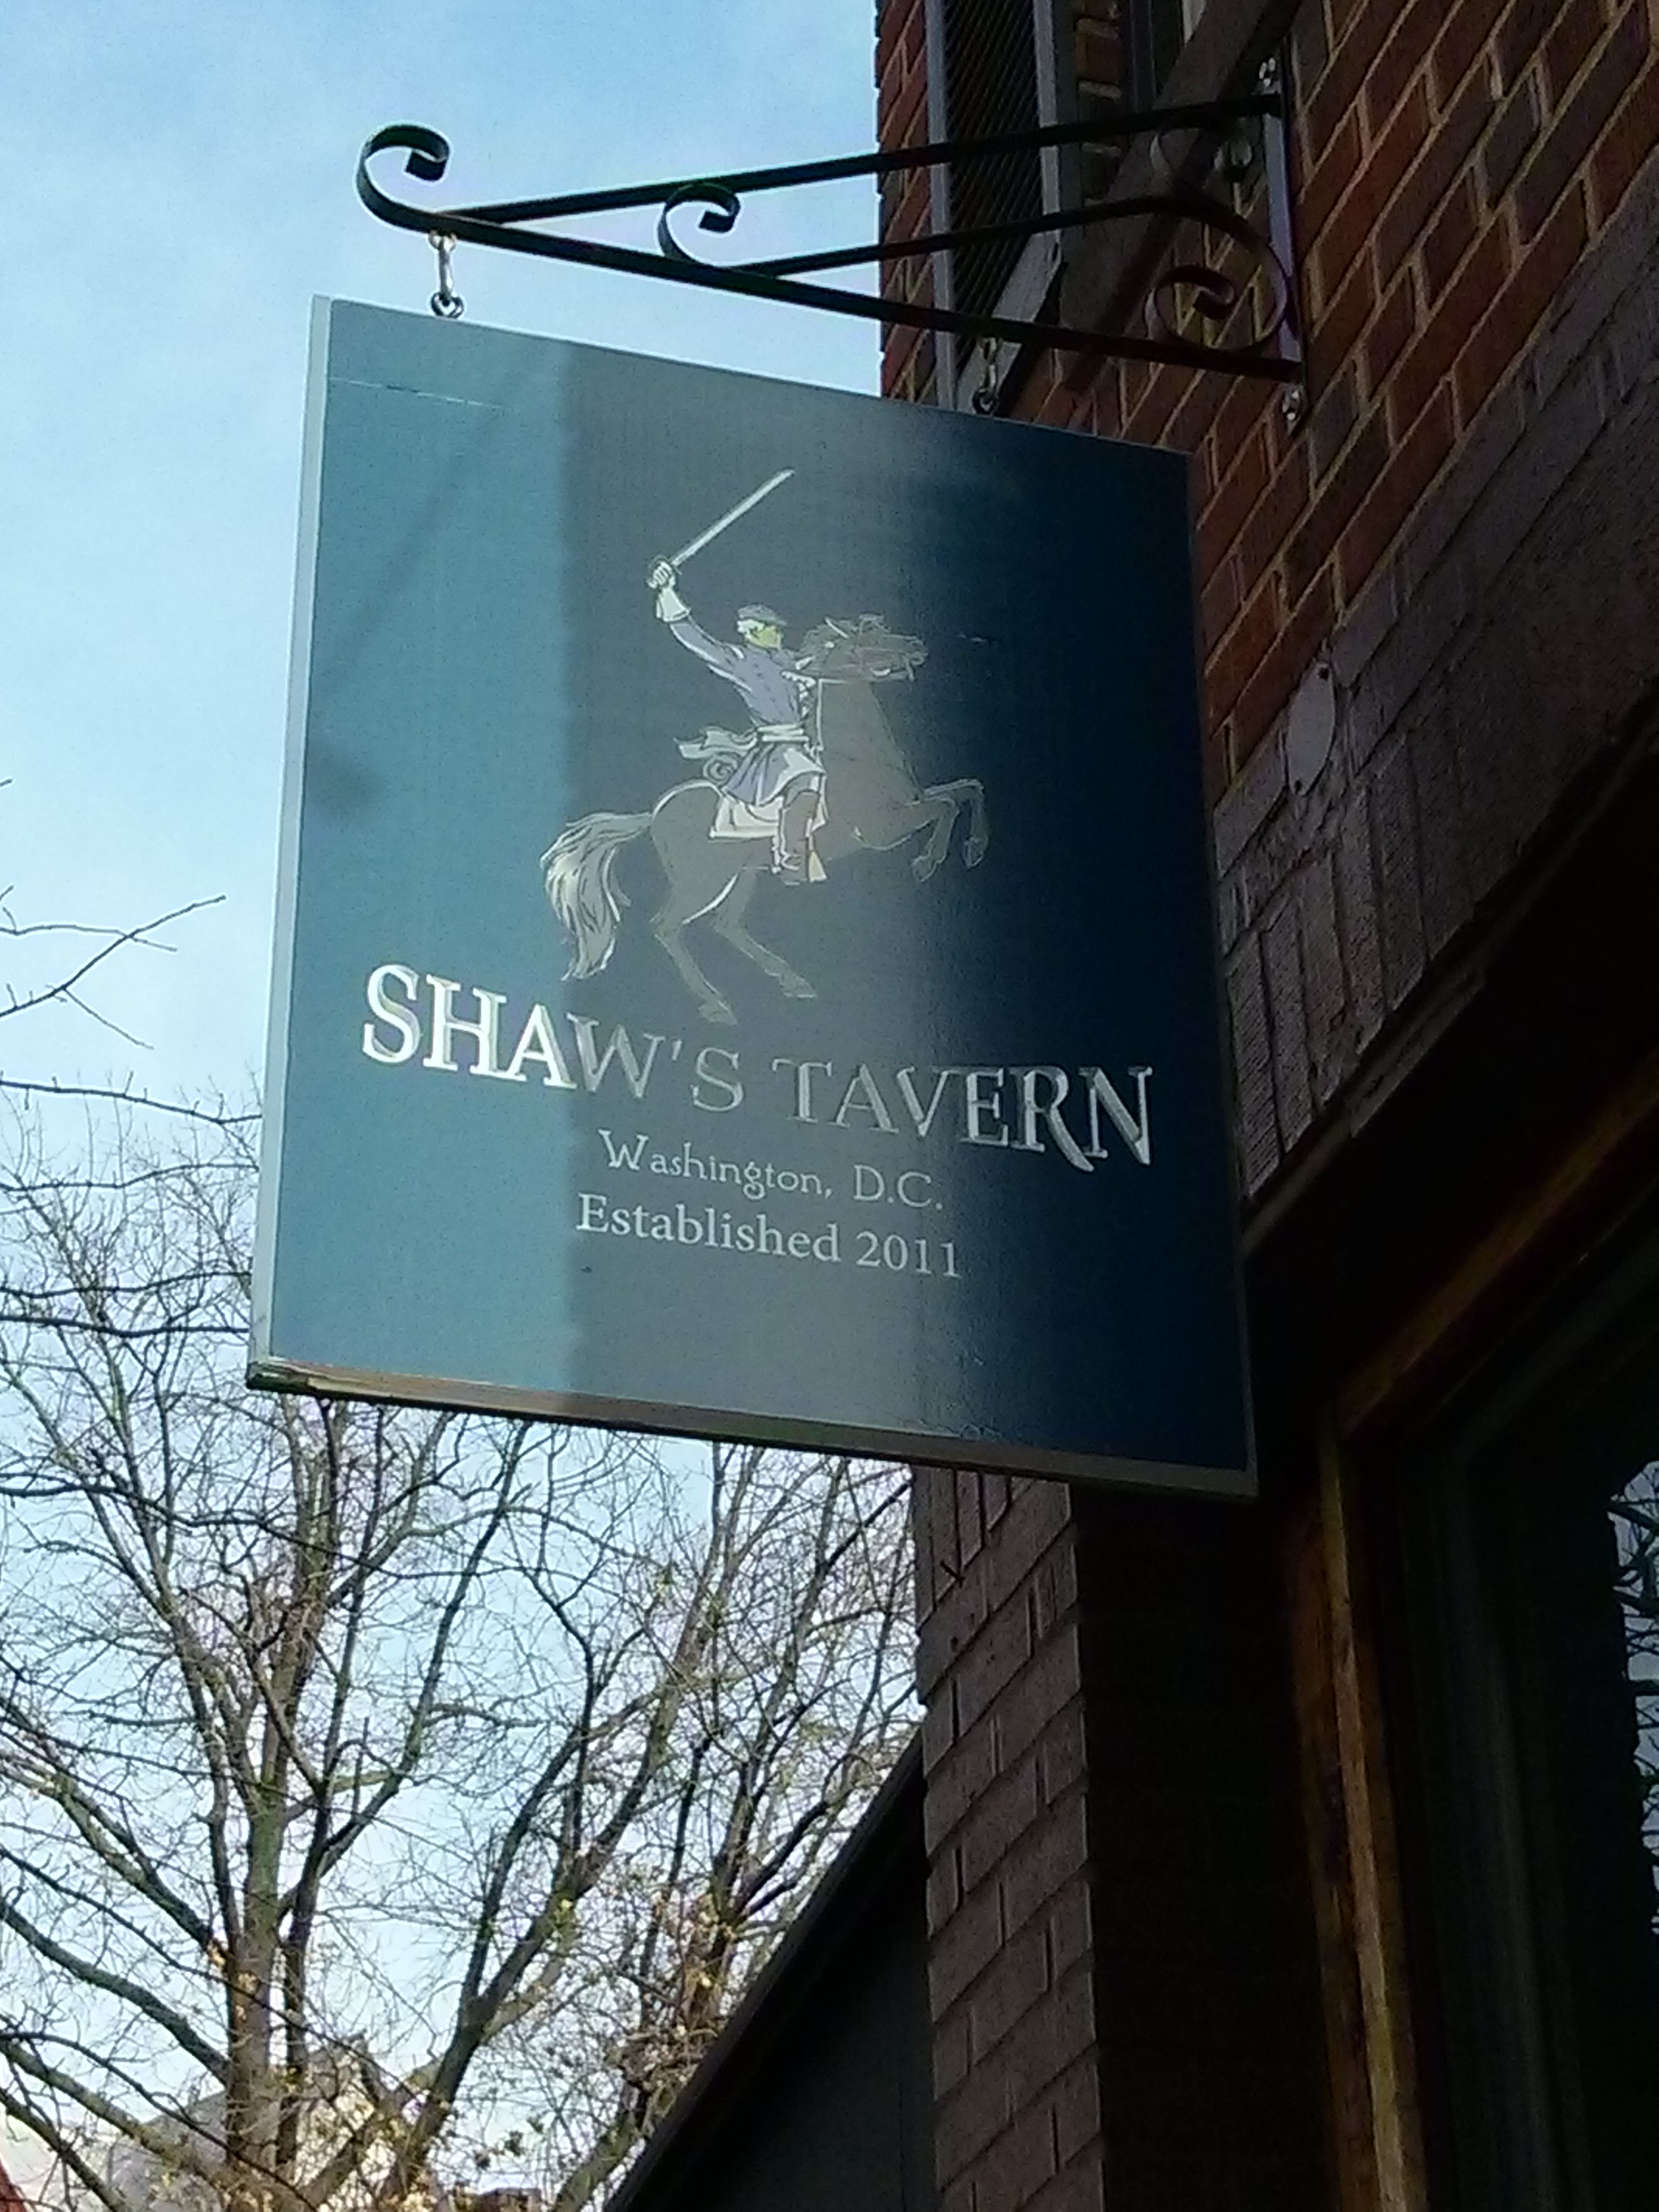 SHAW'S TAVERN
Washington, D.C.
Established 2011